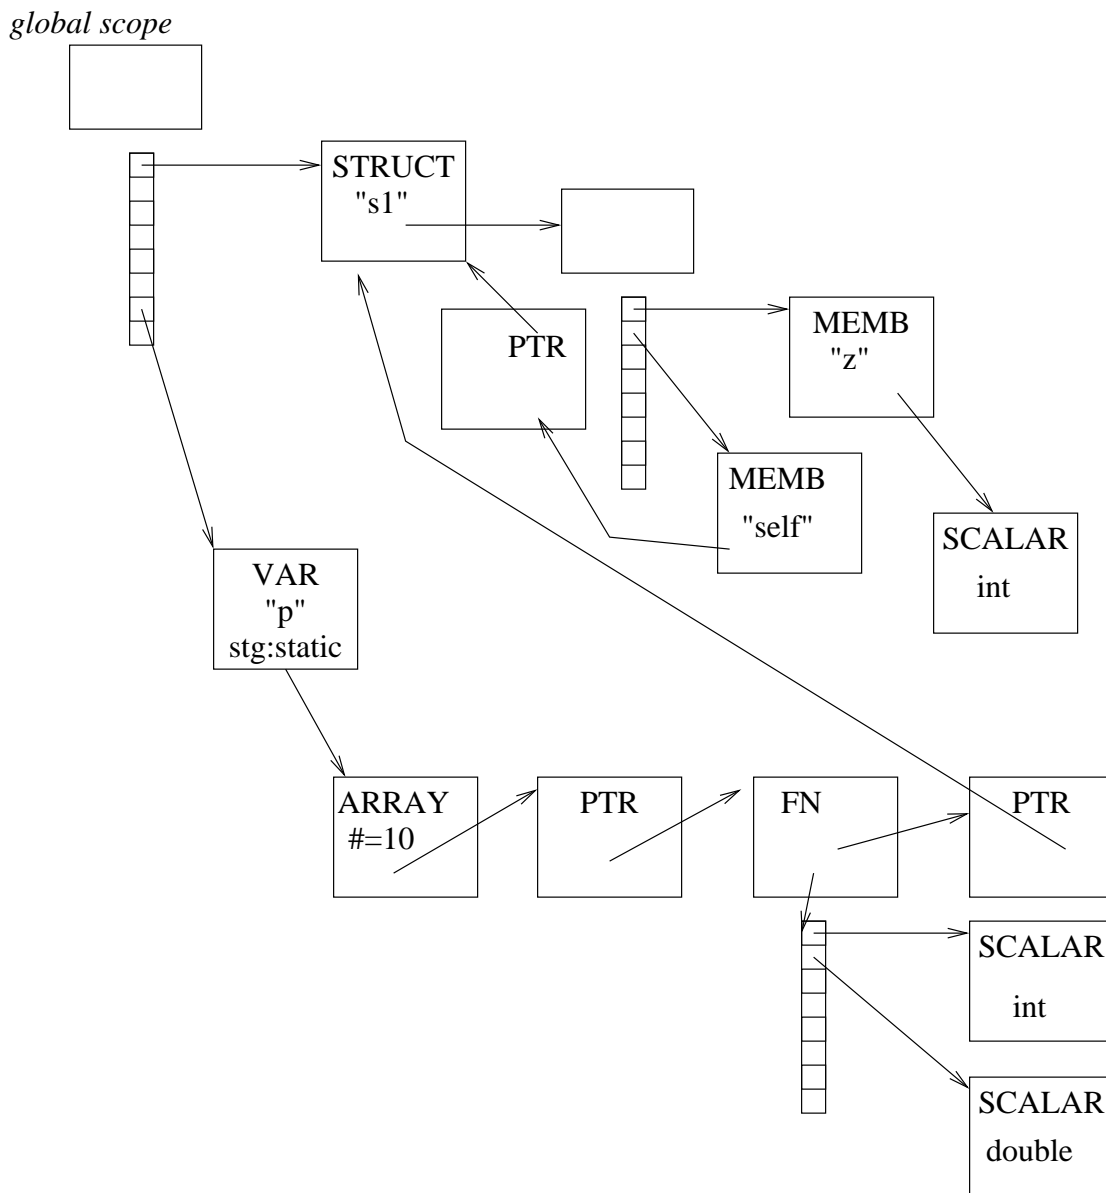 global scope
STRUCT
"s1"
PTR
MEMB
"z"
MEMB
"self"
SCALAR
int
VAR
"p"
stg:static
ARRAY
#=10
PTR
FN
PTR
SCALAR
int
SCALAR
double